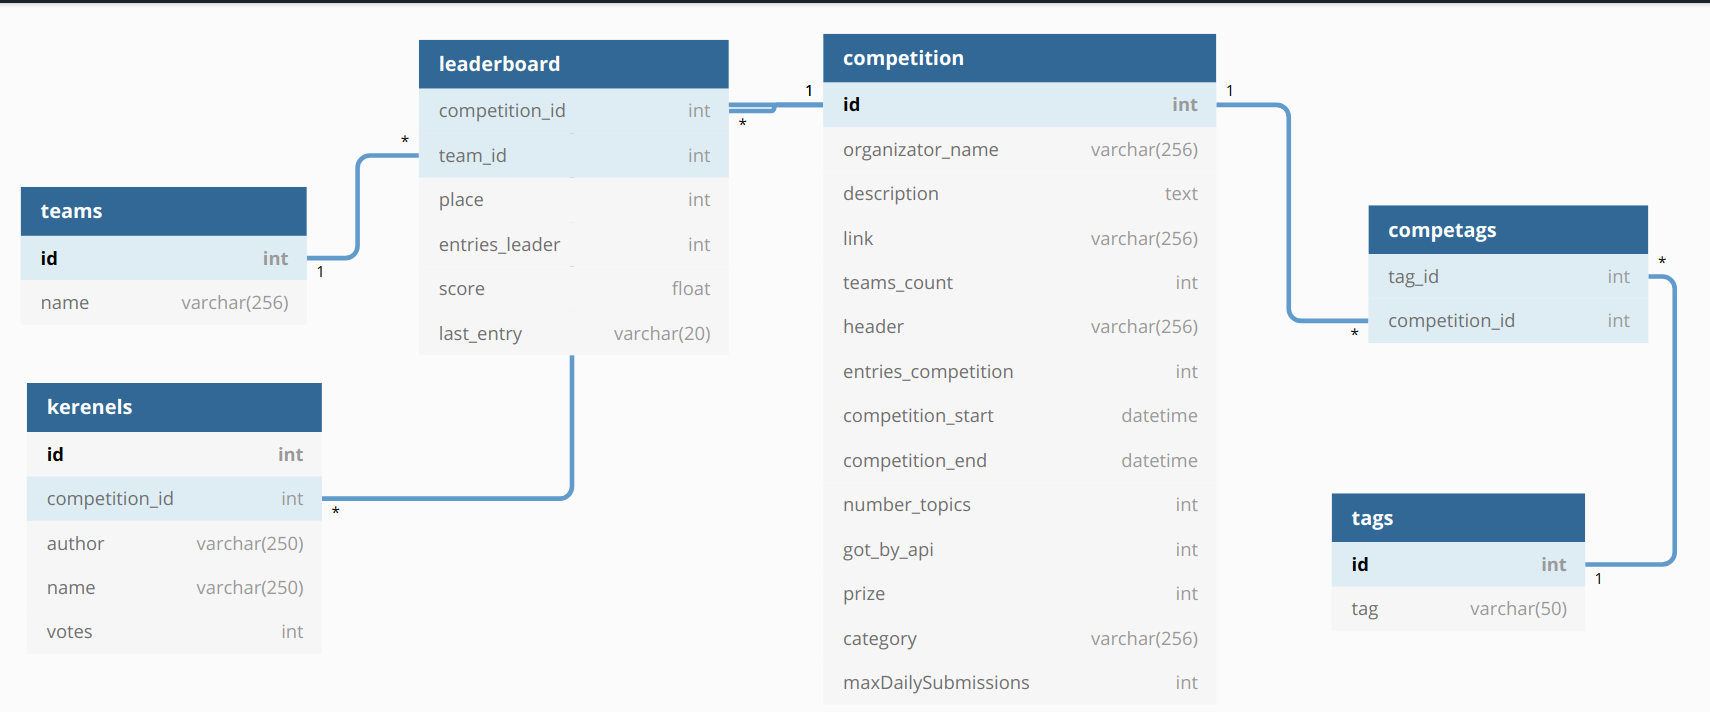 leaderboard
competition_id int
team_id int
place int
entries_leader int
score float
last_entry varchar(20)
*
*
1
competition
id int
organizator_name varchar(256)
description text
link varchar(256)
teams_count int
header varchar(256)
entries_competition int
competition_start datetime
competition_end datetime
number_topics int
got_by_api int
prize int
category varchar(256)
maxDailySubmissions int
1
teams
id int
name varchar(256)
1
kerenels
id int
competition_id int
author varchar(250)
name varchar(250)
votes int
*
competags
tag_id int
competition_id int
*
*
tags
id int
tag varchar(50)
1